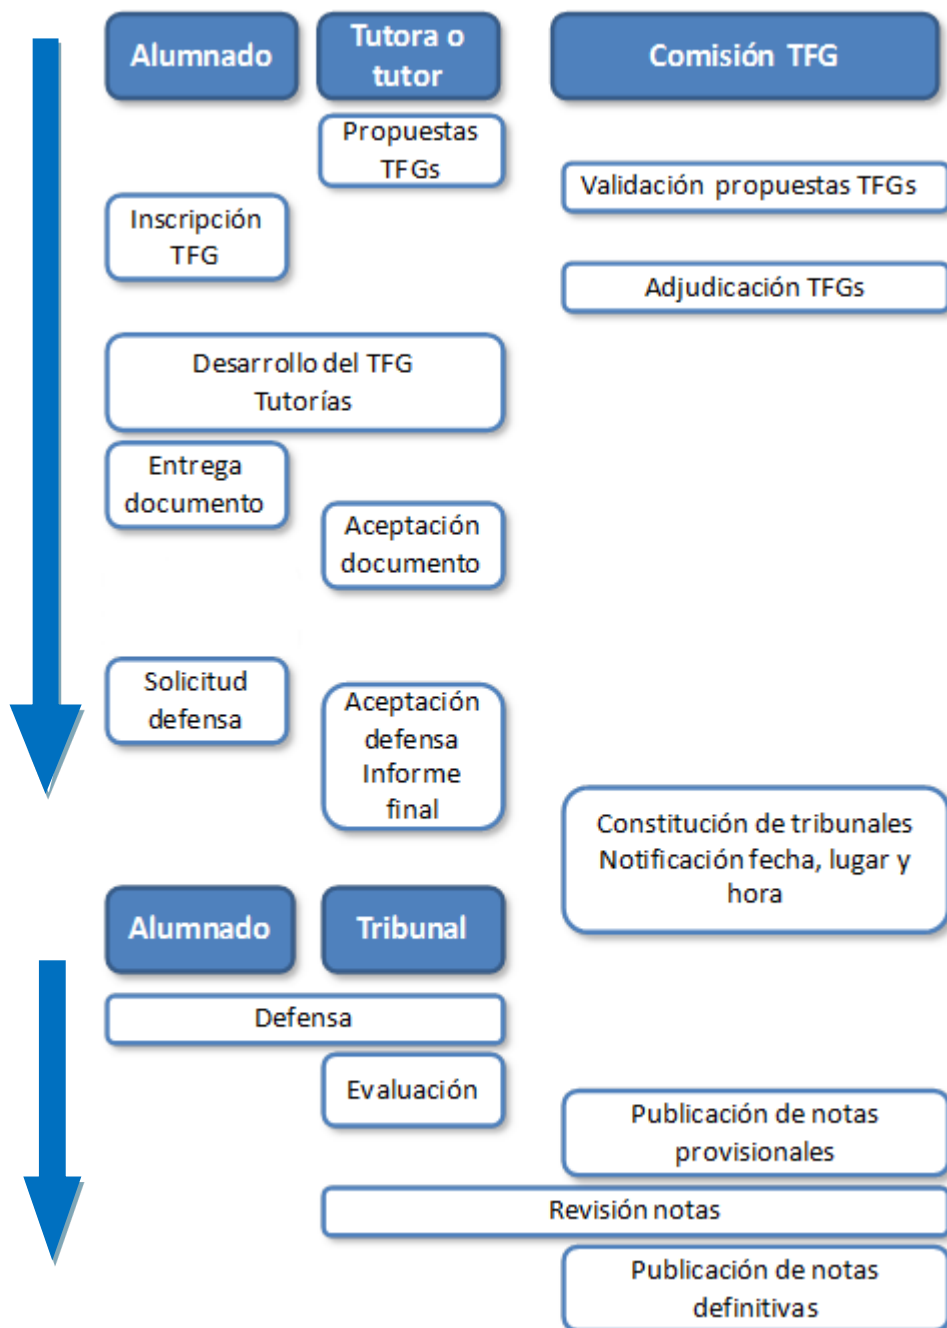 Alumnado
Tutora o
tutor
Comisión TFG
Propuestas
TFGs
Validación propuestas TFGs
Inscripción
TFG
Adjudicación TFGs
Desarrollo del TFG
Tutorías
Entrega
documento
Aceptación
documento
Solicitud
defensa
Aceptación
defensa
Informe
final
Constitución de tribunales
Notificación fecha, lugar y
hora
Alumnado
Tribunal
Defensa
Evaluación
Publicación de notas
provisionales
Revisión notas
Publicación de notas
definitivas